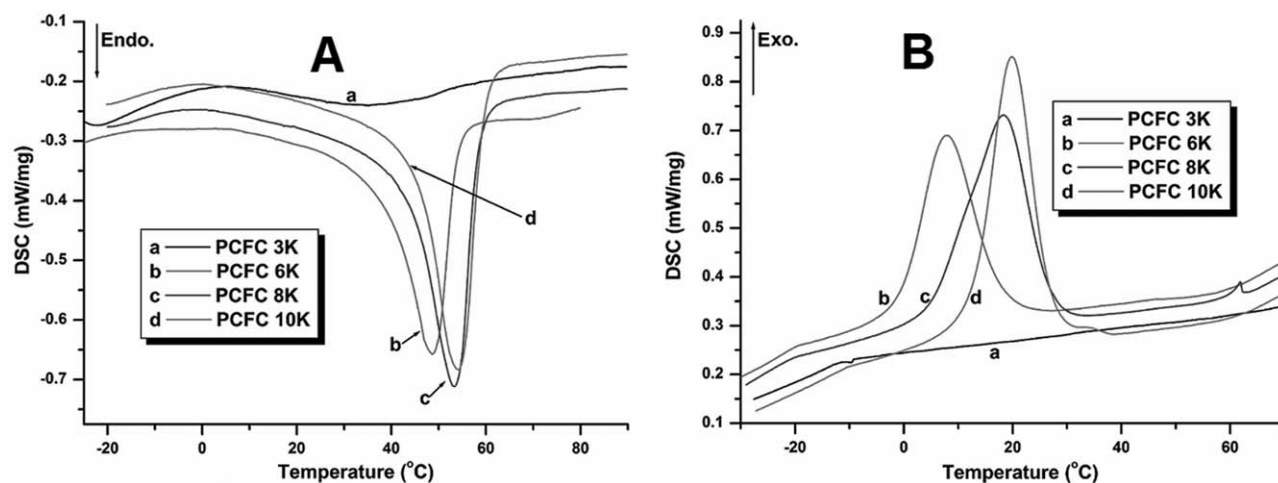 -0.1
Endo.
A
-0.2
a
-0.3
d
-0.4
DSC (mW/mg)
-0.5
a PCFC 3K
b PCFC 6K
c PCFC 8K
d PCFC 10K
-0.6
b
-0.7
c
-20 0 20 40 60 80
Temperature (°C)
0.9
Exo.
B
0.8
0.7
a PCFC 3K
b PCFC 6K
c PCFC 8K
d PCFC 10K
0.6
0.5
DSC (mW/mg)
0.4
b c d
0.3
a
0.2
0.1
-20 0 20 40 60
Temperature (°C)